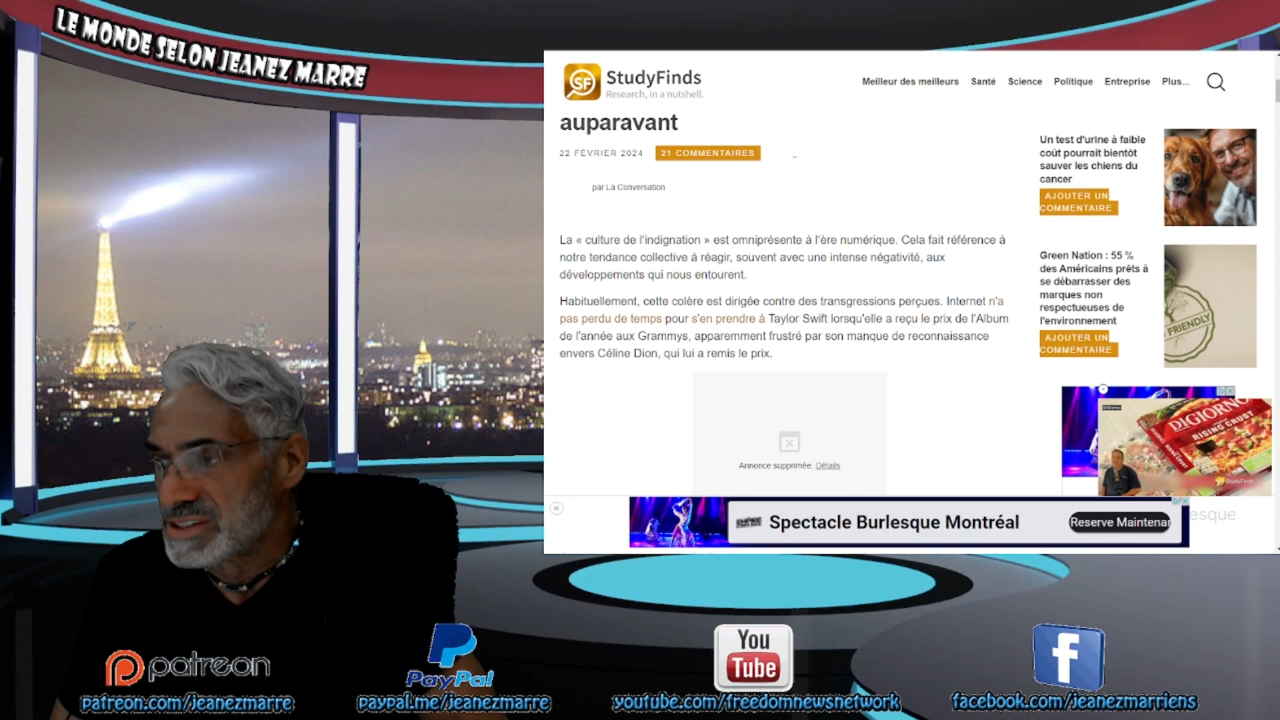 LE MONDE SELON JEANEZ MARRE
StudyFinds
Research, in a nutshell.
Meilleur des meilleurs Santé Science Politique Entreprise Plus...
auparavant
22 FÉVRIER 2024 21 COMMENTAIRES
par La Conversation
La « culture de l'indignation » est omniprésente à l'ère numérique. Cela fait référence à
notre tendance collective à réagir, souvent avec une intense négativité, aux
développements qui nous entourent.
Habituellement, cette colère est dirigée contre des transgressions perçues. Internet n'a
pas perdu de temps pour s'en prendre à Taylor Swift lorsqu'elle a reçu le prix de l'Album
de l'année aux Grammys, apparemment frustré par son manque de reconnaissance
envers Céline Dion, qui lui a remis le prix.
Annonce supprimée. Détails
Un test d'urine à faible
coût pourrait bientôt
sauver les chiens du
cancer
AJOUTER UN
COMMENTAIRE
Green Nation : 55 %
des Américains prêts à
se débarrasser des
marques non
respectueuses de
l'environnement
AJOUTER UN
COMMENTAIRE
FRIENDLY
DIGIORNO
RISING CRUST
StudyFinds
Spectacle Burlesque Montréal
Reserve Maintenar
esque
patreon
patreon.com/jeanezmarre
PayPal
paypal.me/jeanezmarre
You
Tube
youtube.com/freedomnewsnetwork
f
facebook.com/jeanezmarriens